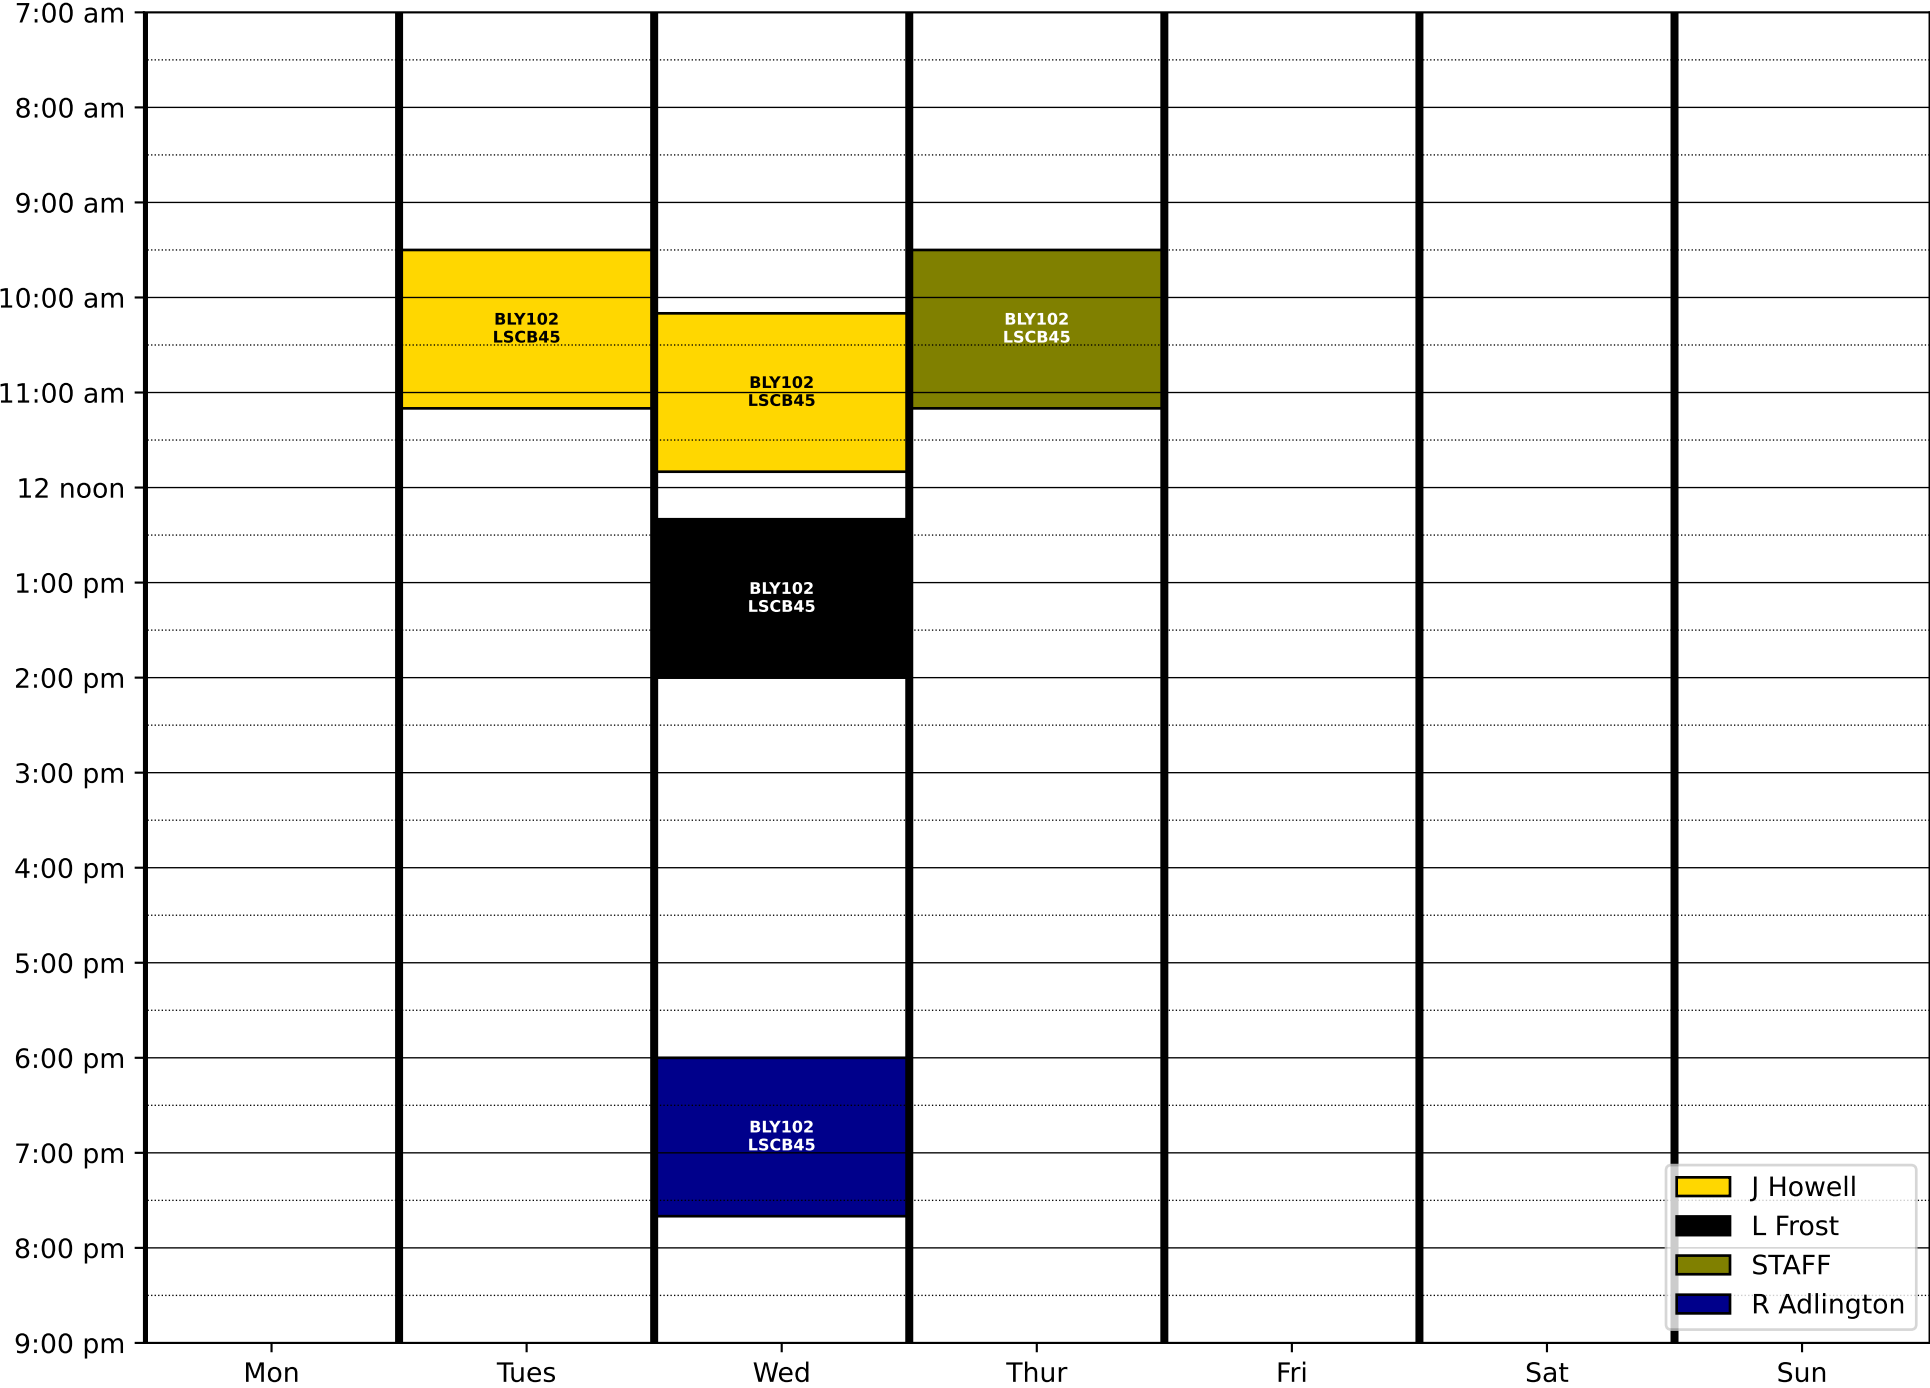 7:00 am
8:00 am
9:00 am
10:00 am
BLY102
LSCB45
BLY102
LSCB45
11:00 am
BLY102
LSCB45
12 noon
1:00 pm
BLY102
LSCB45
2:00 pm
3:00 pm
4:00 pm
5:00 pm
6:00 pm
BLY102
LSCB45
7:00 pm
J Howell
L Frost
8:00 pm
STAFF
R Adlington
9:00 pm
Mon Tues Wed Thur Fri Sat Sun